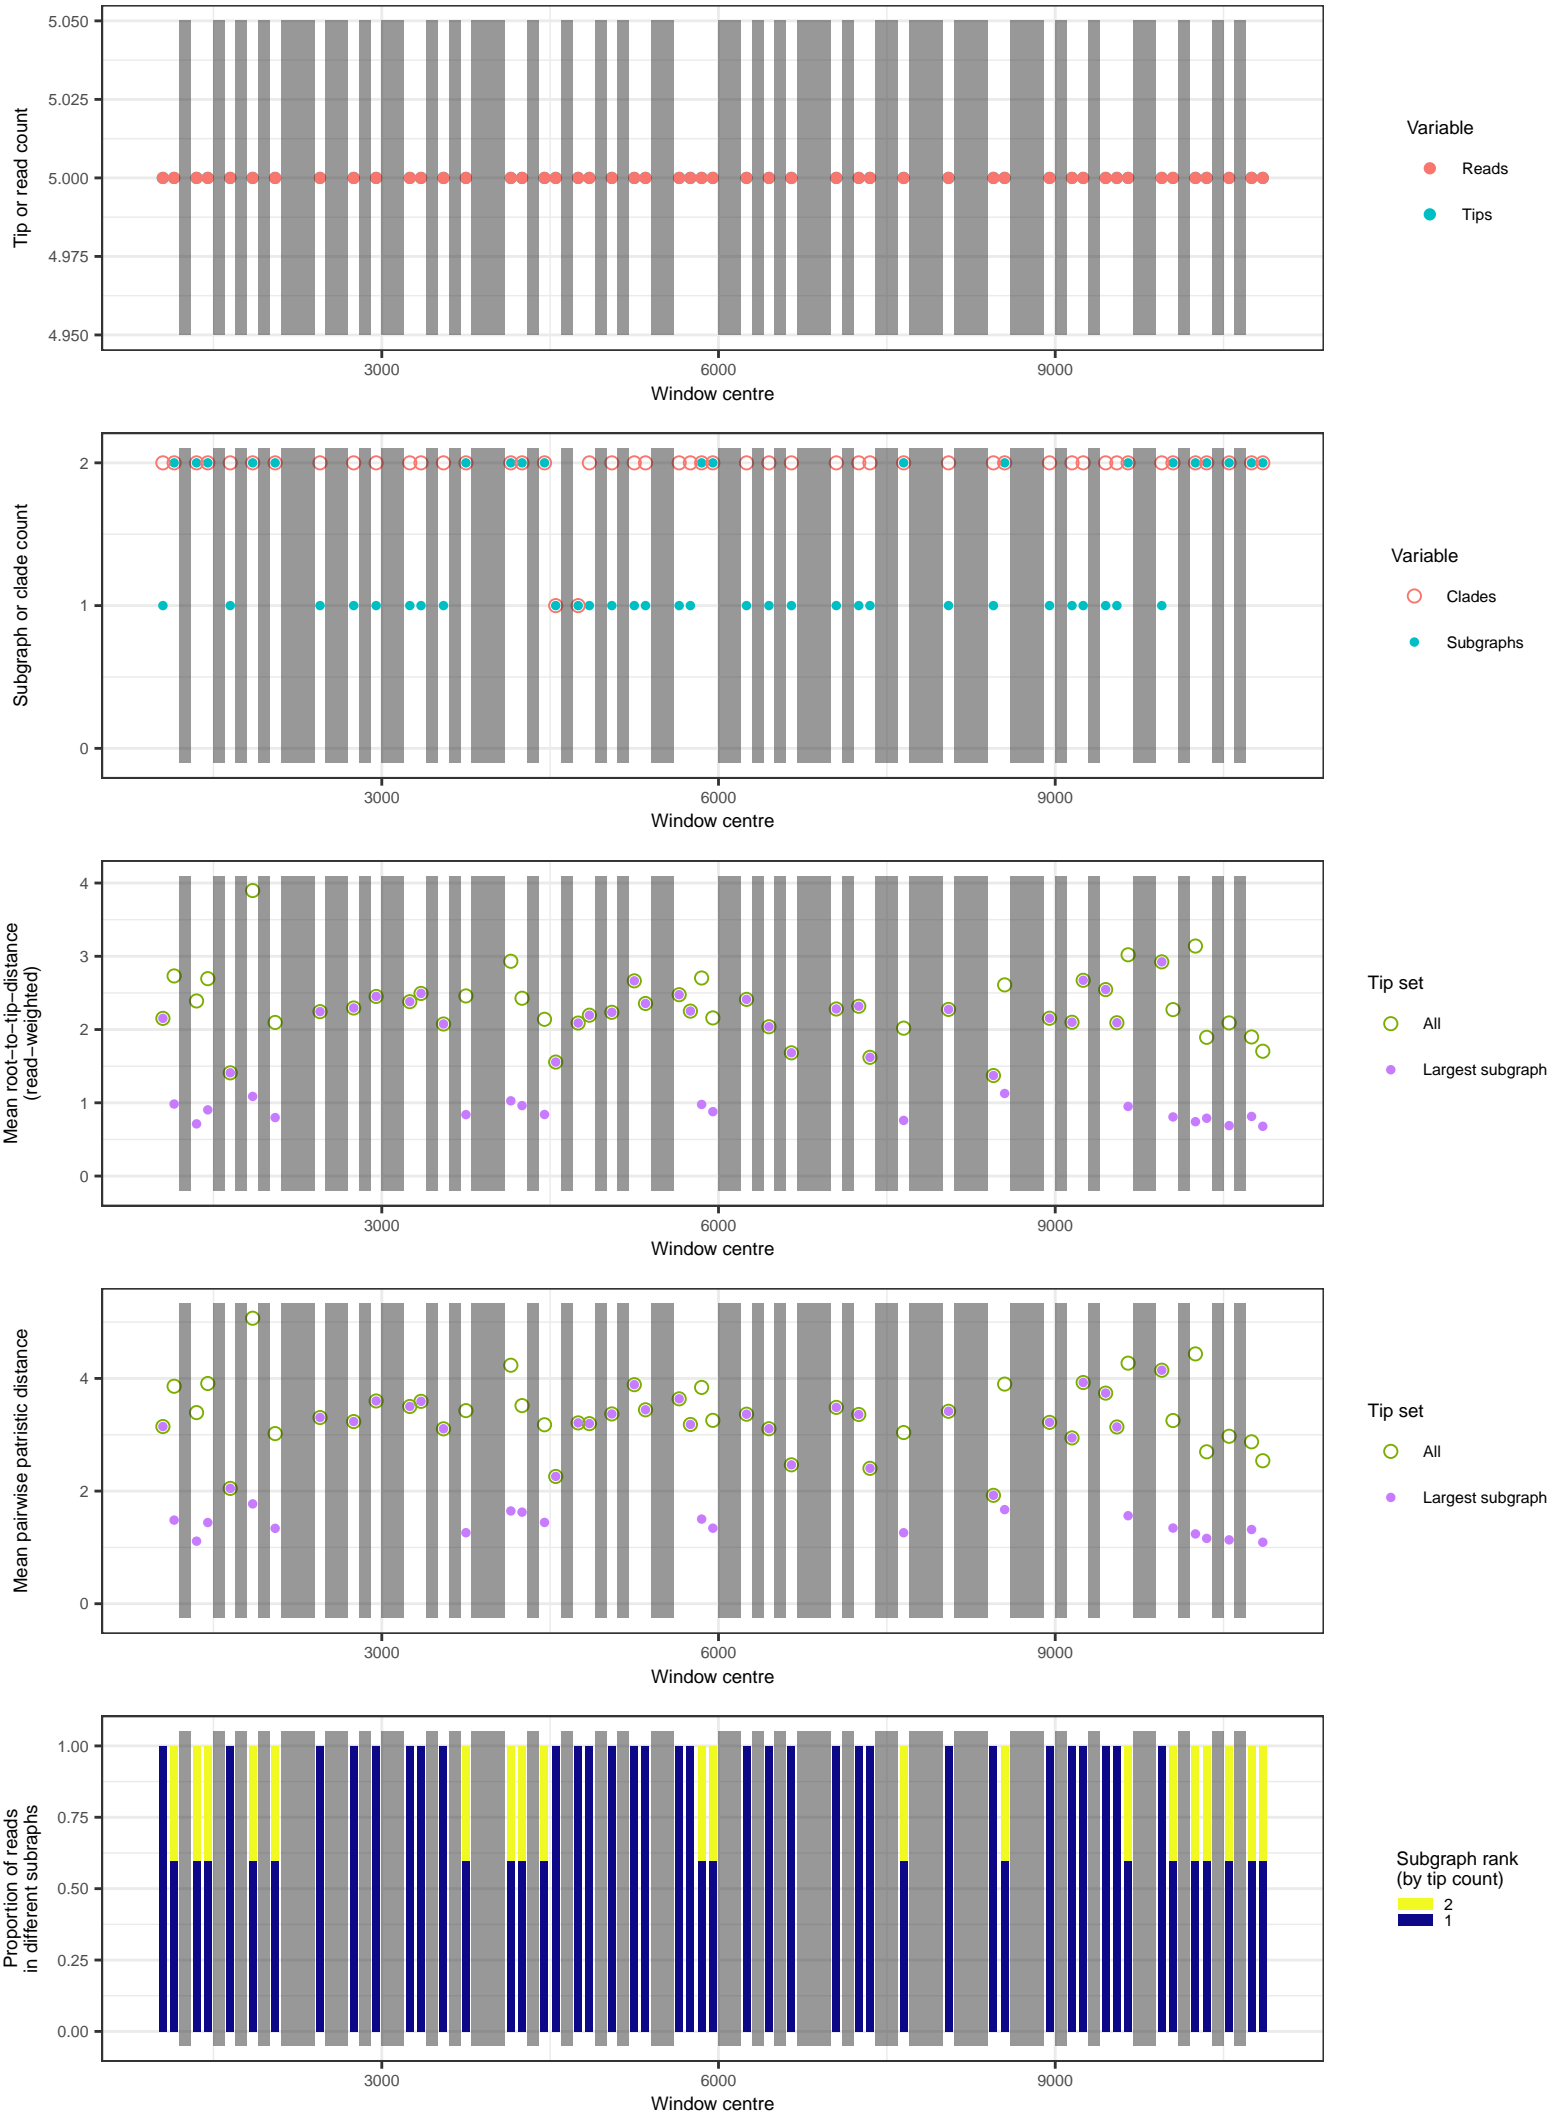 5.050
5.025
5.000
4.975
4.950
Tip or read count
3000
6000
9000
Window centre
Variable
Reads
Tips
2
1
0
Subgraph or clade count
3000
6000
9000
Window centre
Variable
Clades
Subgraphs
4
3
2
1
0
Mean root−to−tip−distance
(read−weighted)
3000
6000
9000
Window centre
Tip set
All
Largest subgraph
4
2
0
Mean pairwise patristic distance
3000
6000
9000
Window centre
Tip set
All
Largest subgraph
1.00
0.75
0.50
0.25
0.00
Proportion of reads
in different subraphs
3000
6000
9000
Window centre
Subgraph rank
(by tip count)
2
1